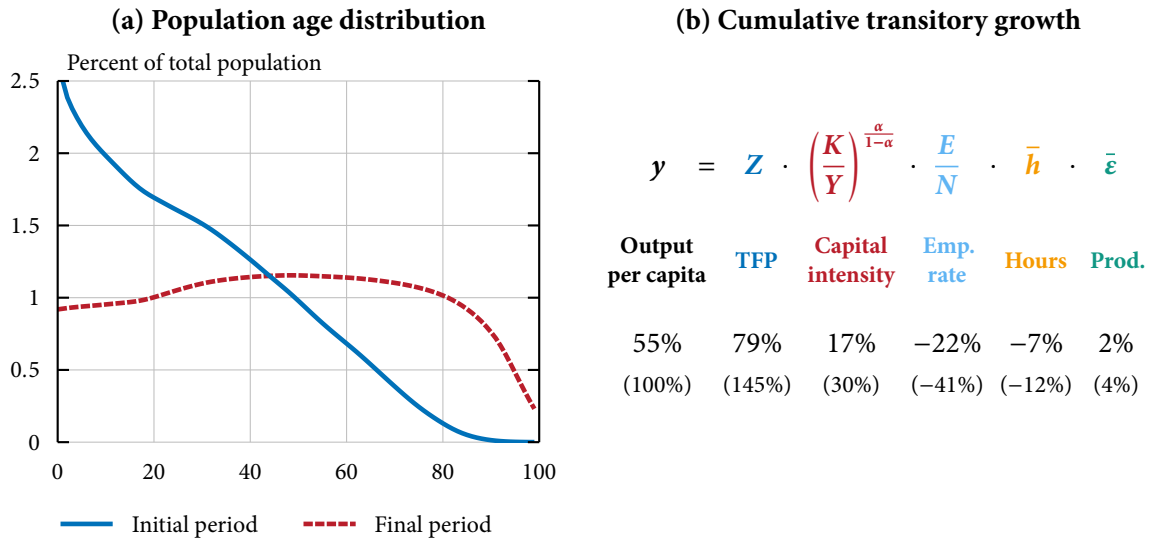 (a) Population age distribution
Percent of total population
2.5
2
1.5
1
0.5
0
0 20 40 60 80 100
Initial period Final period
(b) Cumulative transitory growth
y = Z · (K/Y)^{α/(1−α)} · E/N · h̄ · ε̄
Output per capita TFP Capital intensity Emp. rate Hours Prod.
55% 79% 17% −22% −7% 2%
(100%) (145%) (30%) (−41%) (−12%) (4%)